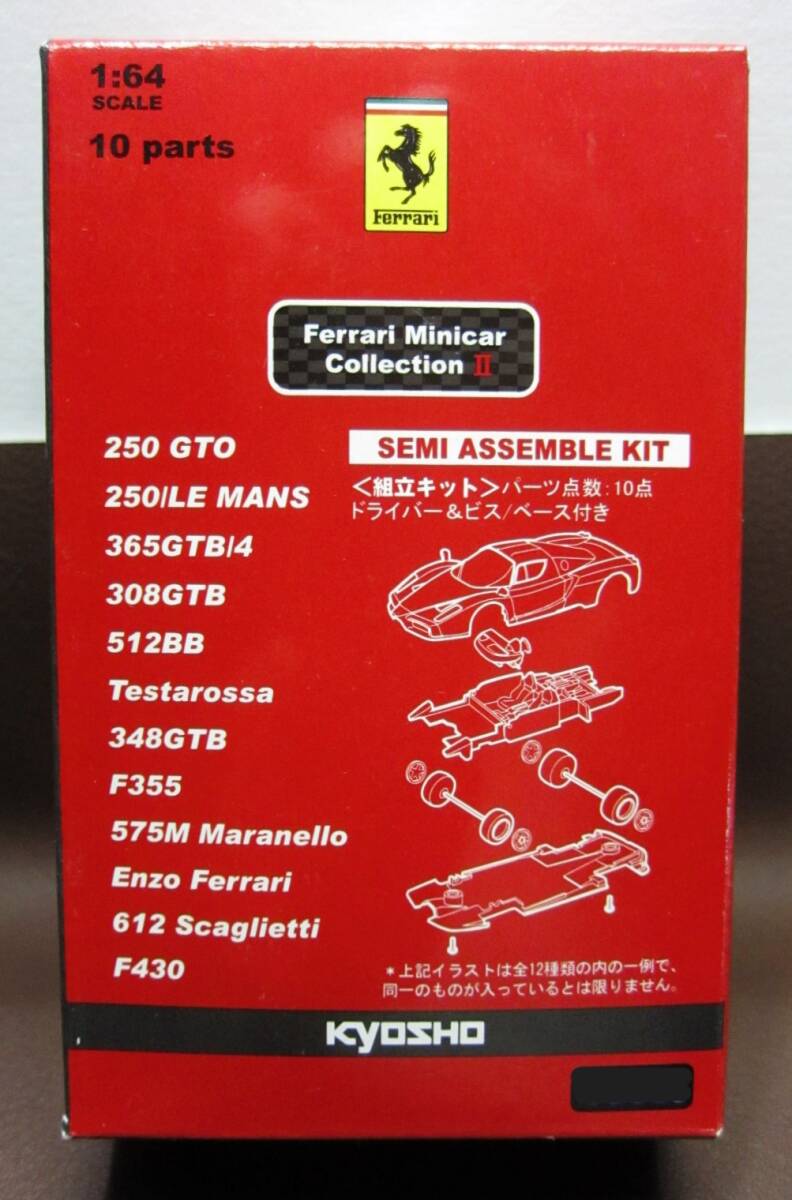 1:64
SCALE
10 parts
Ferrari
Ferrari Minicar
Collection II
250 GTO
250/LE MANS
365GTB/4
308GTB
512BB
Testarossa
348GTB
F355
575M Maranello
Enzo Ferrari
612 Scaglietti
F430
SEMI ASSEMBLE KIT
＜組立キット＞パーツ点数：10点
ドライバー＆ビス/ベース付き
＊上記イラストは全12種類の内の一例で、
同一のものが入っているとは限りません。
KYOSHO